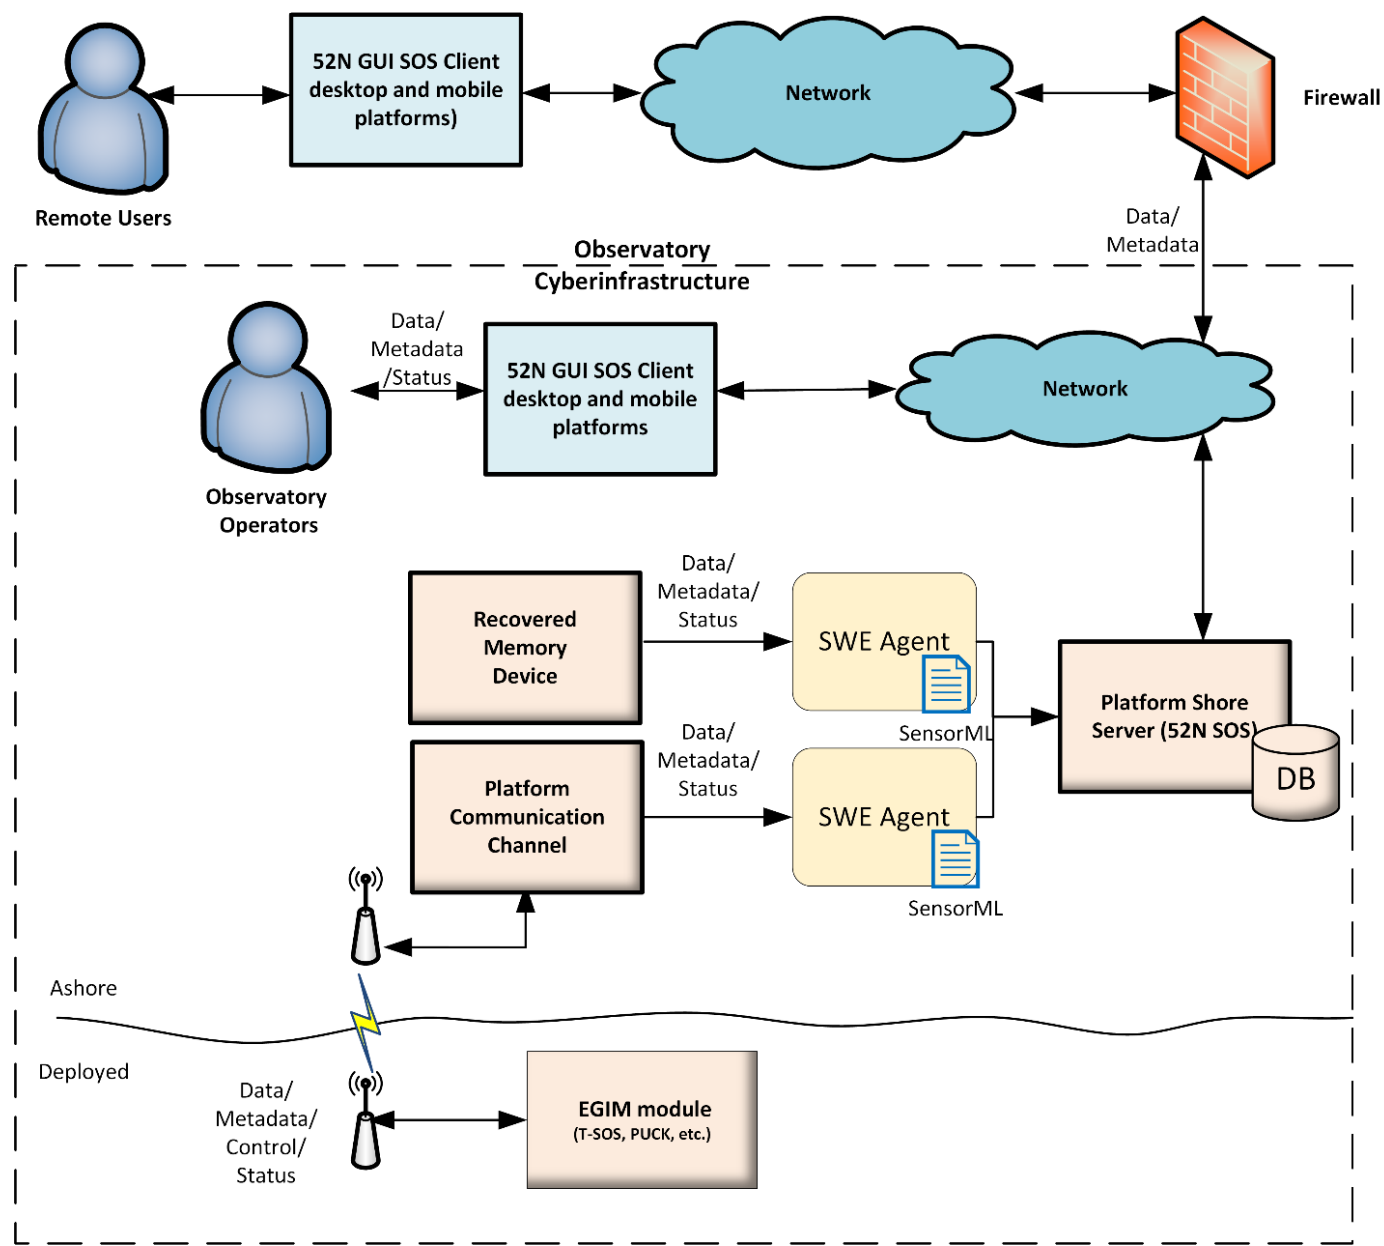 52N GUI SOS Client
desktop and mobile
platforms)
Network
Firewall
Remote Users
Data/
Metadata
Observatory
Cyberinfrastructure
Data/
Metadata
/Status
52N GUI SOS Client
desktop and mobile
platforms
Network
Observatory
Operators
Recovered
Memory
Device
Data/
Metadata/
Status
SWE Agent
SensorML
Platform Shore
Server (52N SOS)
DB
Platform
Communication
Channel
Data/
Metadata/
Status
SWE Agent
SensorML
Ashore
Deployed
Data/
Metadata/
Control/
Status
EGIM module
(T-SOS, PUCK, etc.)